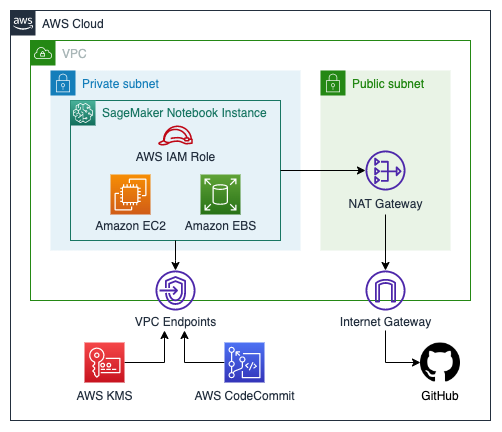 aws
AWS Cloud
VPC
Private subnet
Public subnet
SageMaker Notebook Instance
AWS IAM Role
Amazon EC2
Amazon EBS
NAT Gateway
VPC Endpoints
Internet Gateway
AWS KMS
AWS CodeCommit
GitHub